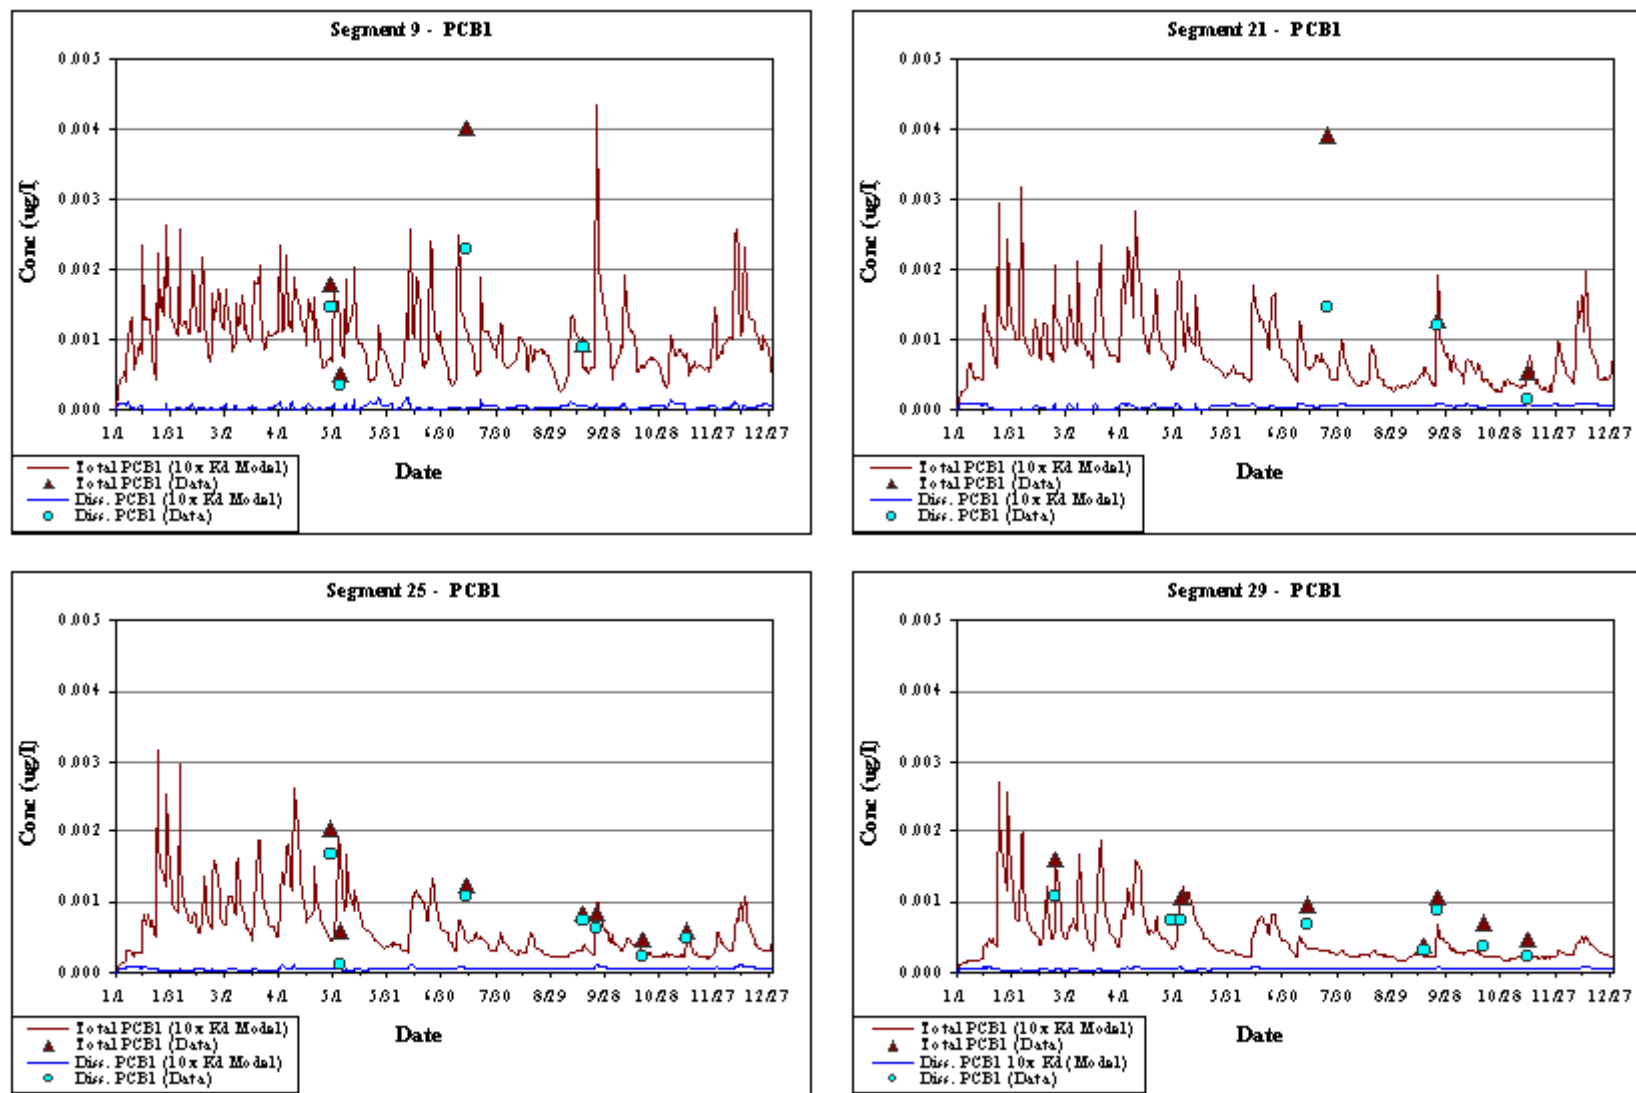 Segment 9 - PCB1
0.005
0.004
0.003
0.002
0.001
0.000
Conc (ug/L)
1/1 1/31 3/2 4/1 5/1 5/31 6/30 7/30 8/29 9/28 10/28 11/27 12/27
Date
Total PCB1 (10x Kd Model)
Total PCB1 (Data)
Diss. PCB1 (10x Kd Model)
Diss. PCB1 (Data)
Segment 21 - PCB1
0.005
0.004
0.003
0.002
0.001
0.000
Conc (ug/L)
1/1 1/31 3/2 4/1 5/1 5/31 6/30 7/30 8/29 9/28 10/28 11/27 12/27
Date
Total PCB1 (10x Kd Model)
Total PCB1 (Data)
Diss. PCB1 (10x Kd Model)
Diss. PCB1 (Data)
Segment 25 - PCB1
0.005
0.004
0.003
0.002
0.001
0.000
Conc (ug/L)
1/1 1/31 3/2 4/1 5/1 5/31 6/30 7/30 8/29 9/28 10/28 11/27 12/27
Date
Total PCB1 (10x Kd Model)
Total PCB1 (Data)
Diss. PCB1 (10x Kd Model)
Diss. PCB1 (Data)
Segment 29 - PCB1
0.005
0.004
0.003
0.002
0.001
0.000
Conc (ug/L)
1/1 1/31 3/2 4/1 5/1 5/31 6/30 7/30 8/29 9/28 10/28 11/27 12/27
Date
Total PCB1 (10x Kd Model)
Total PCB1 (Data)
Diss. PCB1 10x Kd (Model)
Diss. PCB1 (Data)